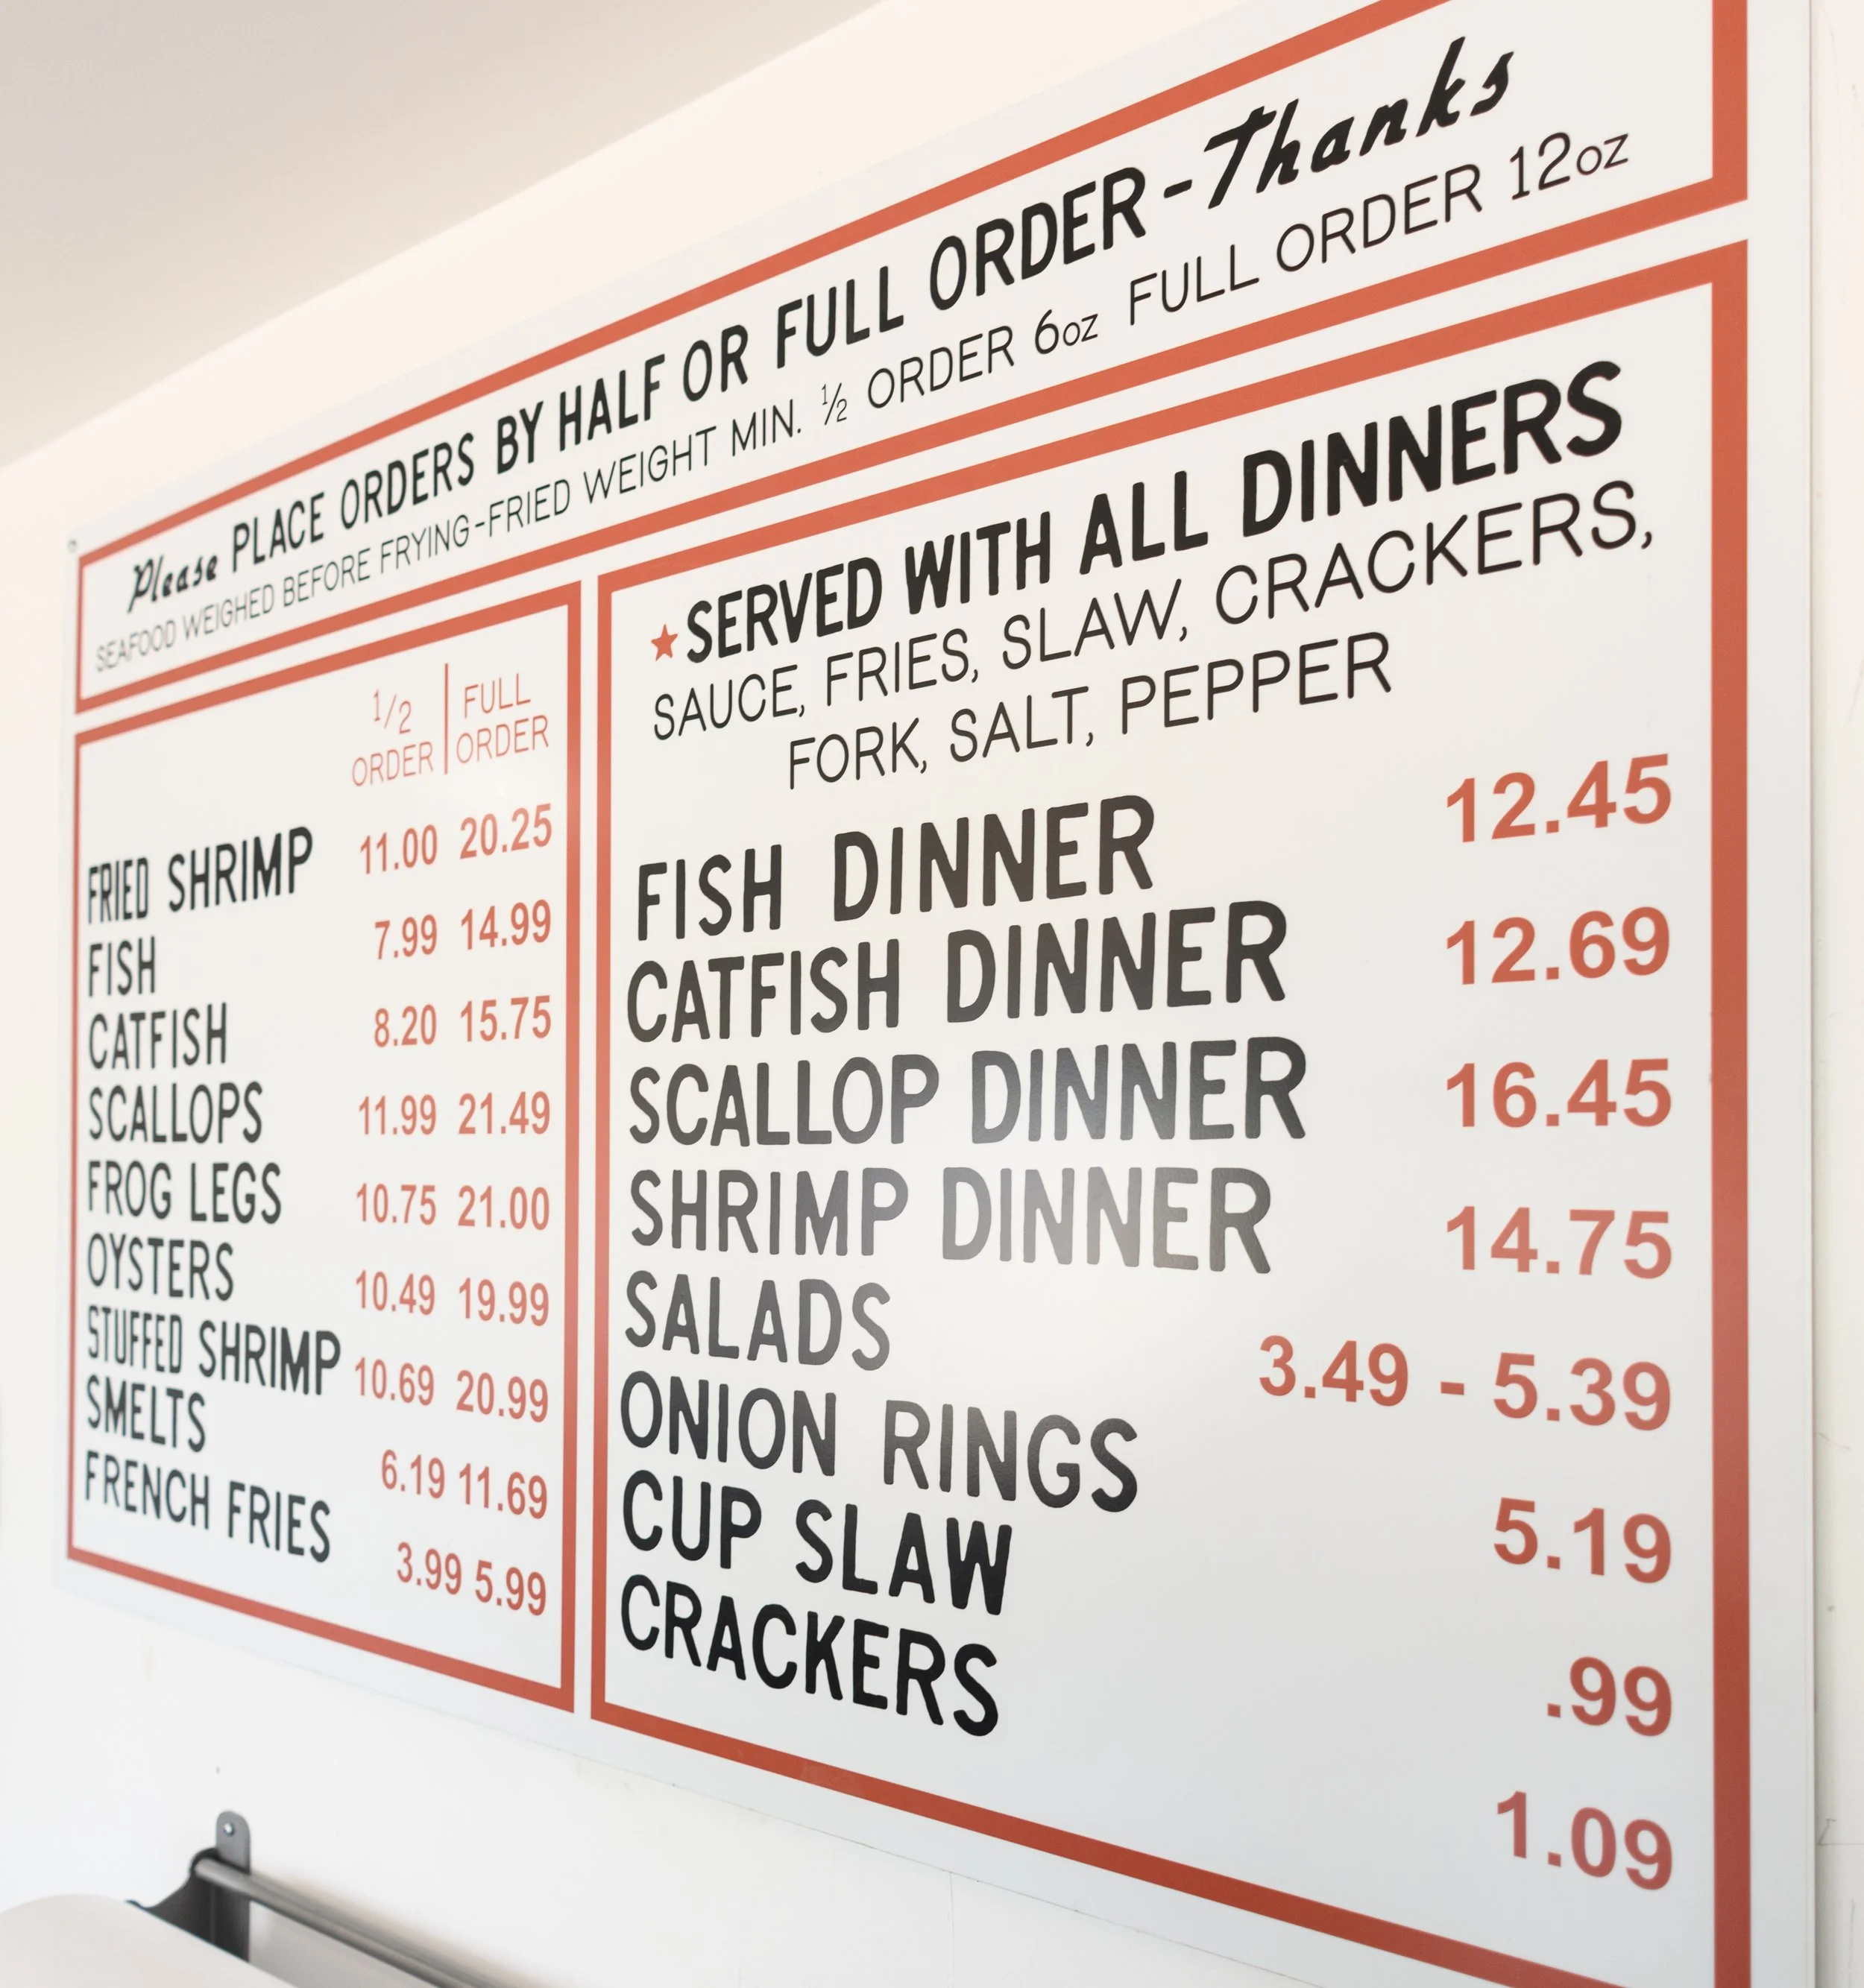 Please PLACE ORDERS BY HALF OR FULL ORDER-Thanks
SEAFOOD WEIGHED BEFORE FRYING-FRIED WEIGHT MIN. ½ ORDER 6oz FULL ORDER 12oz
1/2 ORDER | FULL ORDER
FRIED SHRIMP 11.00 20.25
FISH 7.99 14.99
CATFISH 8.20 15.75
SCALLOPS 11.99 21.49
FROG LEGS 10.75 21.00
OYSTERS 10.49 19.99
STUFFED SHRIMP 10.69 20.99
SMELTS 6.19 11.69
FRENCH FRIES 3.99 5.99
★SERVED WITH ALL DINNERS
SAUCE, FRIES, SLAW, CRACKERS,
FORK, SALT, PEPPER
FISH DINNER 12.45
CATFISH DINNER 12.69
SCALLOP DINNER 16.45
SHRIMP DINNER 14.75
SALADS 3.49 - 5.39
ONION RINGS 5.19
CUP SLAW .99
CRACKERS 1.09